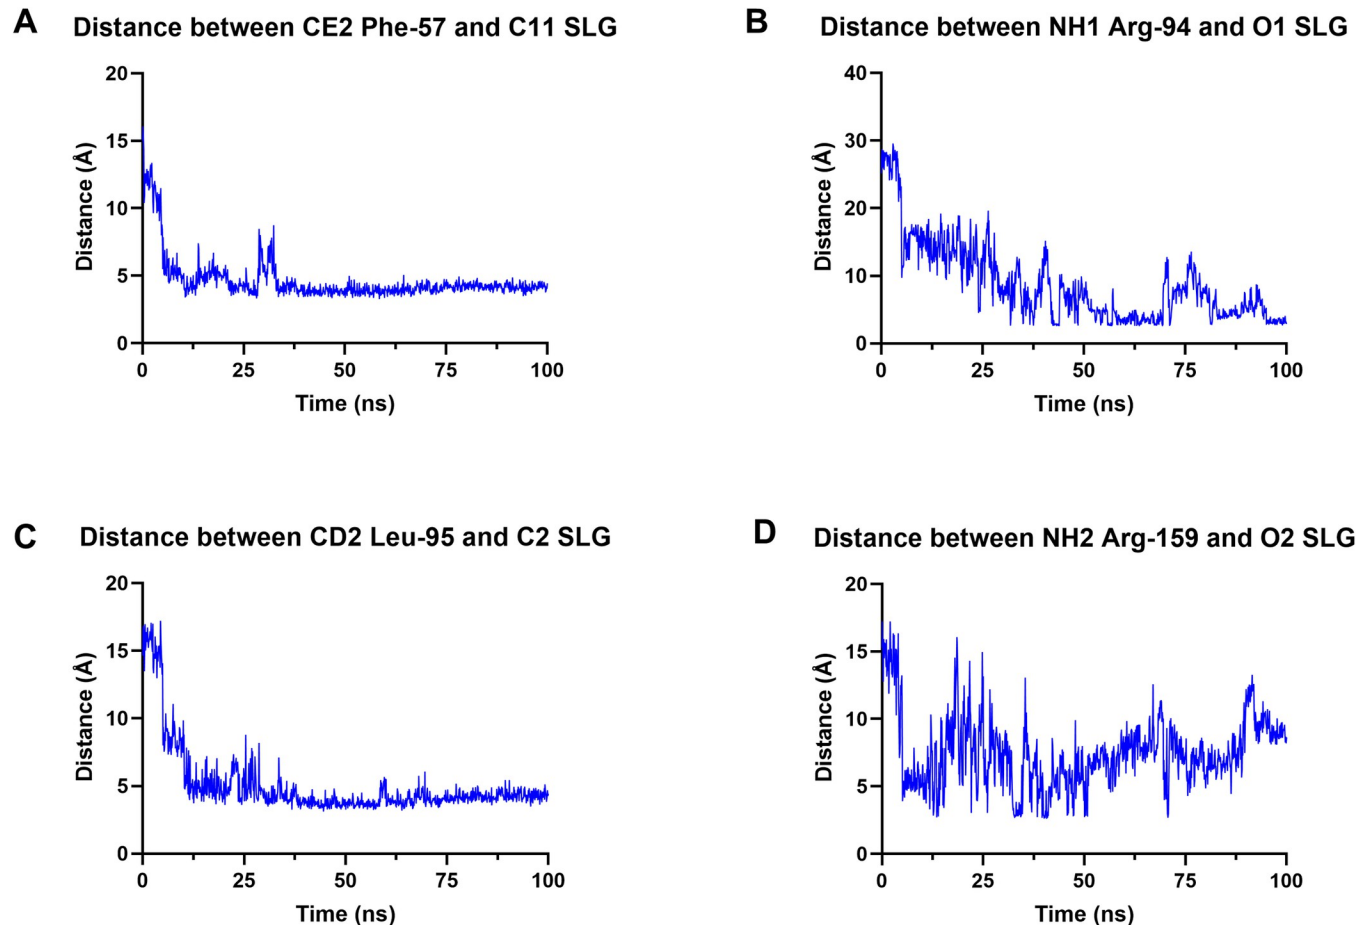 A
Distance between CE2 Phe-57 and C11 SLG
20
15
10
5
0
Distance (Å)
0 25 50 75 100
Time (ns)
B
Distance between NH1 Arg-94 and O1 SLG
40
30
20
10
0
Distance (Å)
0 25 50 75 100
Time (ns)
C
Distance between CD2 Leu-95 and C2 SLG
20
15
10
5
0
Distance (Å)
0 25 50 75 100
Time (ns)
D
Distance between NH2 Arg-159 and O2 SLG
20
15
10
5
0
Distance (Å)
0 25 50 75 100
Time (ns)